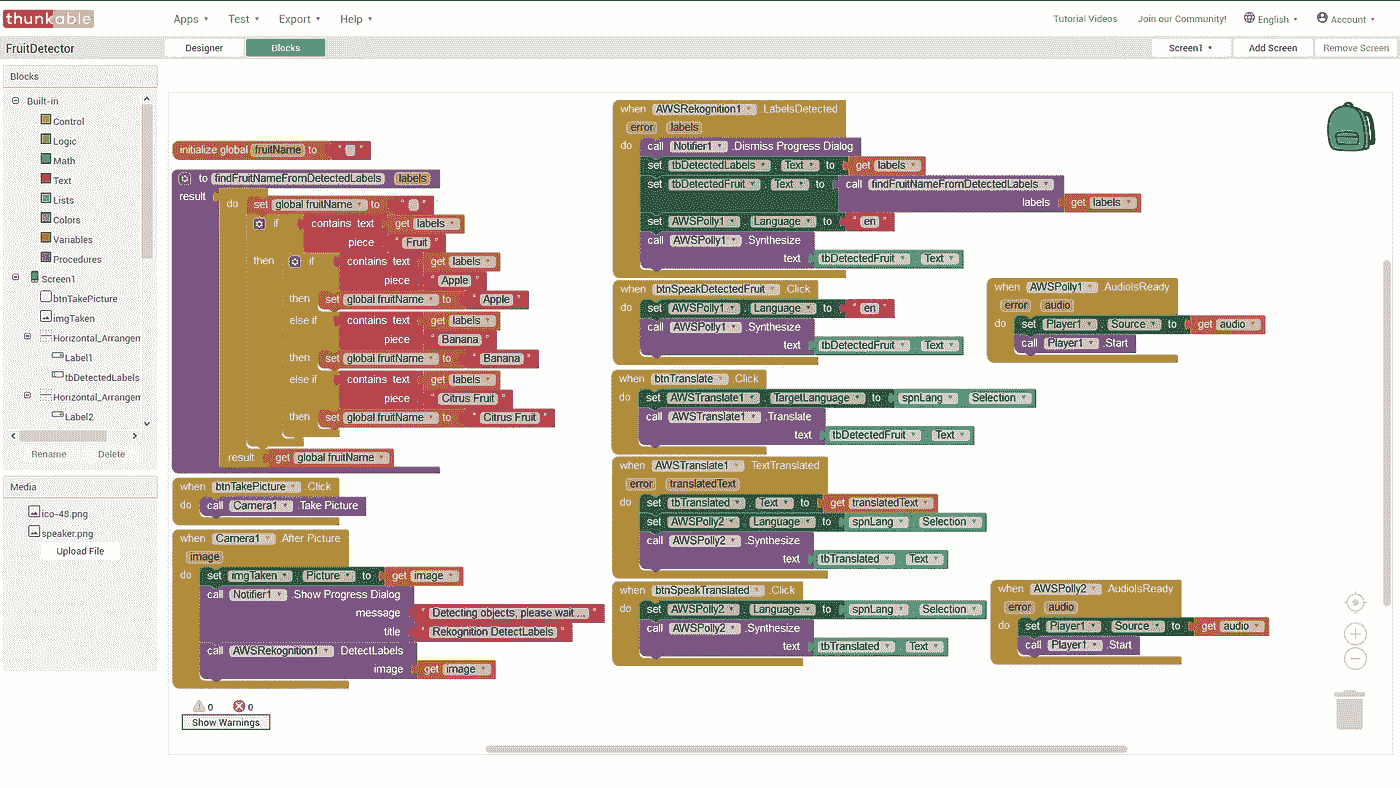 thunkable
Apps Test Export Help
Tutorial Videos Join our Community! English Account
FruitDetector Designer Blocks Screen1 Add Screen Remove Screen
Blocks
Built-in
Control
Logic
Math
Text
Lists
Colors
Variables
Procedures
Screen1
btnTakePicture
imgTaken
Horizontal_Arrangem
Label1
tbDetectedLabels
Horizontal_Arrangem
Label2
Rename Delete
Media
ico-48.png
speaker.png
Upload File
initialize global fruitName to " "
to findFruitNameFromDetectedLabels labels
result
do set global fruitName to " "
if contains text get labels
piece " Fruit "
then if contains text get labels
piece " Apple "
then set global fruitName to " Apple "
else if contains text get labels
piece " Banana "
then set global fruitName to " Banana "
else if contains text get labels
piece " Citrus Fruit "
then set global fruitName to " Citrus Fruit "
result get global fruitName
when btnTakePicture .Click
do call Camera1 .Take Picture
when Camera1 .After Picture
image
do set imgTaken . Picture to get image
call Notifier1 .Show Progress Dialog
message " Detecting objects, please wait ... "
title " Rekognition DetectLabels "
call AWSRekognition1 .DetectLabels
image get image
0 0
Show Warnings
when AWSRekognition1 .LabelsDetected
error labels
do call Notifier1 .Dismiss Progress Dialog
set tbDetectedLabels . Text to get labels
set tbDetectedFruit . Text to call findFruitNameFromDetectedLabels
labels get labels
set AWSPolly1 . Language to " en "
call AWSPolly1 .Synthesize
text tbDetectedFruit . Text
when btnSpeakDetectedFruit .Click
do set AWSPolly1 . Language to " en "
call AWSPolly1 .Synthesize
text tbDetectedFruit . Text
when btnTranslate .Click
do set AWSTranslate1 . TargetLanguage to spnLang . Selection
call AWSTranslate1 .Translate
text tbDetectedFruit . Text
when AWSTranslate1 .TextTranslated
error translatedText
do set tbTranslated . Text to get translatedText
set AWSPolly2 . Language to spnLang . Selection
call AWSPolly2 .Synthesize
text tbTranslated . Text
when btnSpeakTranslated .Click
do set AWSPolly2 . Language to spnLang . Selection
call AWSPolly2 .Synthesize
text tbTranslated . Text
when AWSPolly1 .AudioIsReady
error audio
do set Player1 . Source to get audio
call Player1 .Start
when AWSPolly2 .AudioIsReady
error audio
do set Player1 . Source to get audio
call Player1 .Start